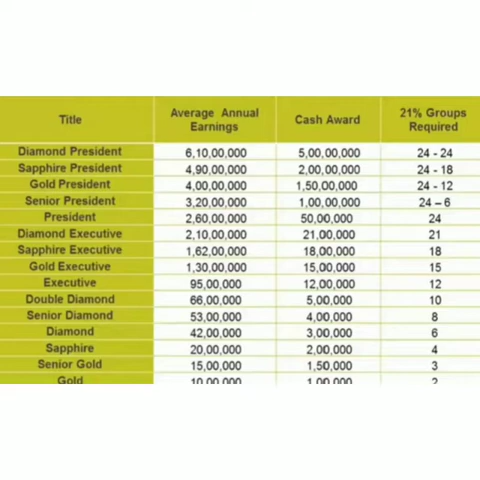 Title Average Annual Earnings Cash Award 21% Groups Required
Diamond President 6,10,00,000 5,00,00,000 24 - 24
Sapphire President 4,90,00,000 2,00,00,000 24 - 18
Gold President 4,00,00,000 1,50,00,000 24 - 12
Senior President 3,20,00,000 1,00,00,000 24 – 6
President 2,60,00,000 50,00,000 24
Diamond Executive 2,10,00,000 21,00,000 21
Sapphire Executive 1,62,00,000 18,00,000 18
Gold Executive 1,30,00,000 15,00,000 15
Executive 95,00,000 12,00,000 12
Double Diamond 66,00,000 5,00,000 10
Senior Diamond 53,00,000 4,00,000 8
Diamond 42,00,000 3,00,000 6
Sapphire 20,00,000 2,00,000 4
Senior Gold 15,00,000 1,50,000 3
Gold 10,00,000 1,00,000 2